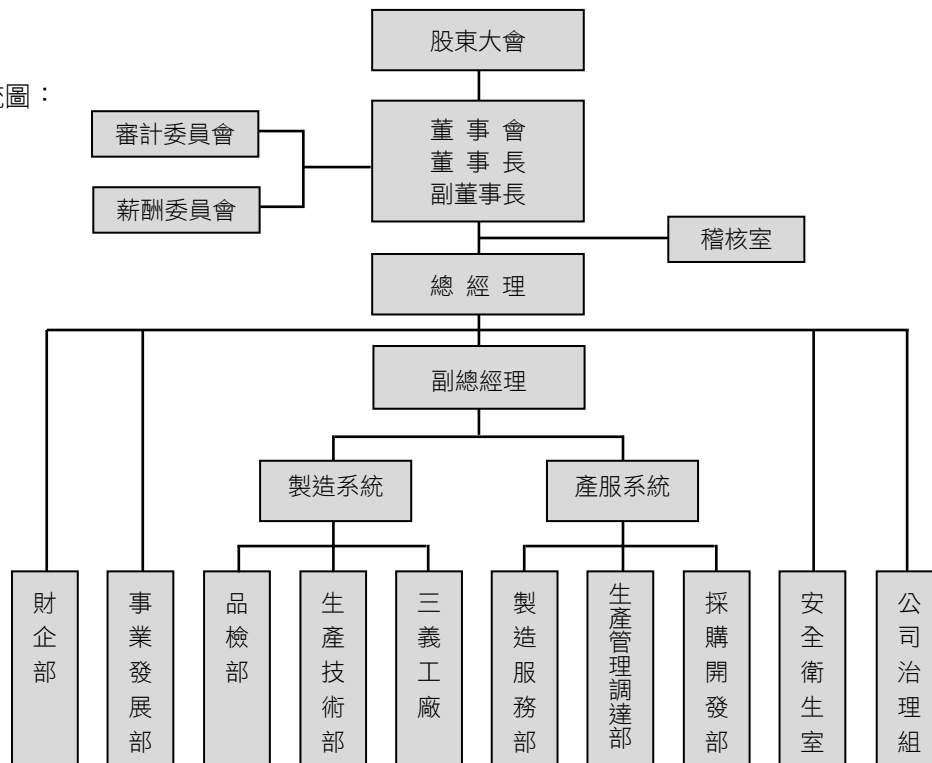 股東大會
圖：
審計委員會
董事會
董事長
副董事長
薪酬委員會
稽核室
總經理
副總經理
製造系統
產服系統
財企部
事業發展部
品檢部
生產技術部
三義工廠
製造服務部
生產管理調達部
採購開發部
安全衛生室
公司治理組